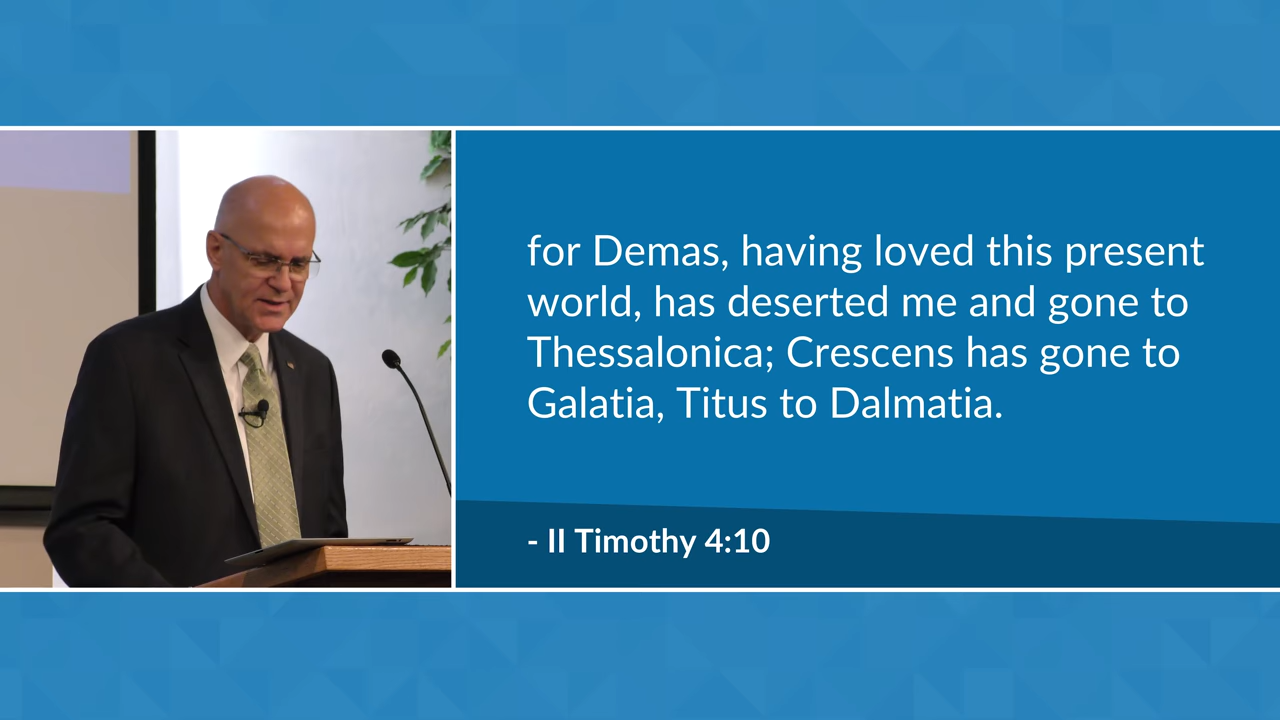 for Demas, having loved this present
world, has deserted me and gone to
Thessalonica; Crescens has gone to
Galatia, Titus to Dalmatia.
- II Timothy 4:10